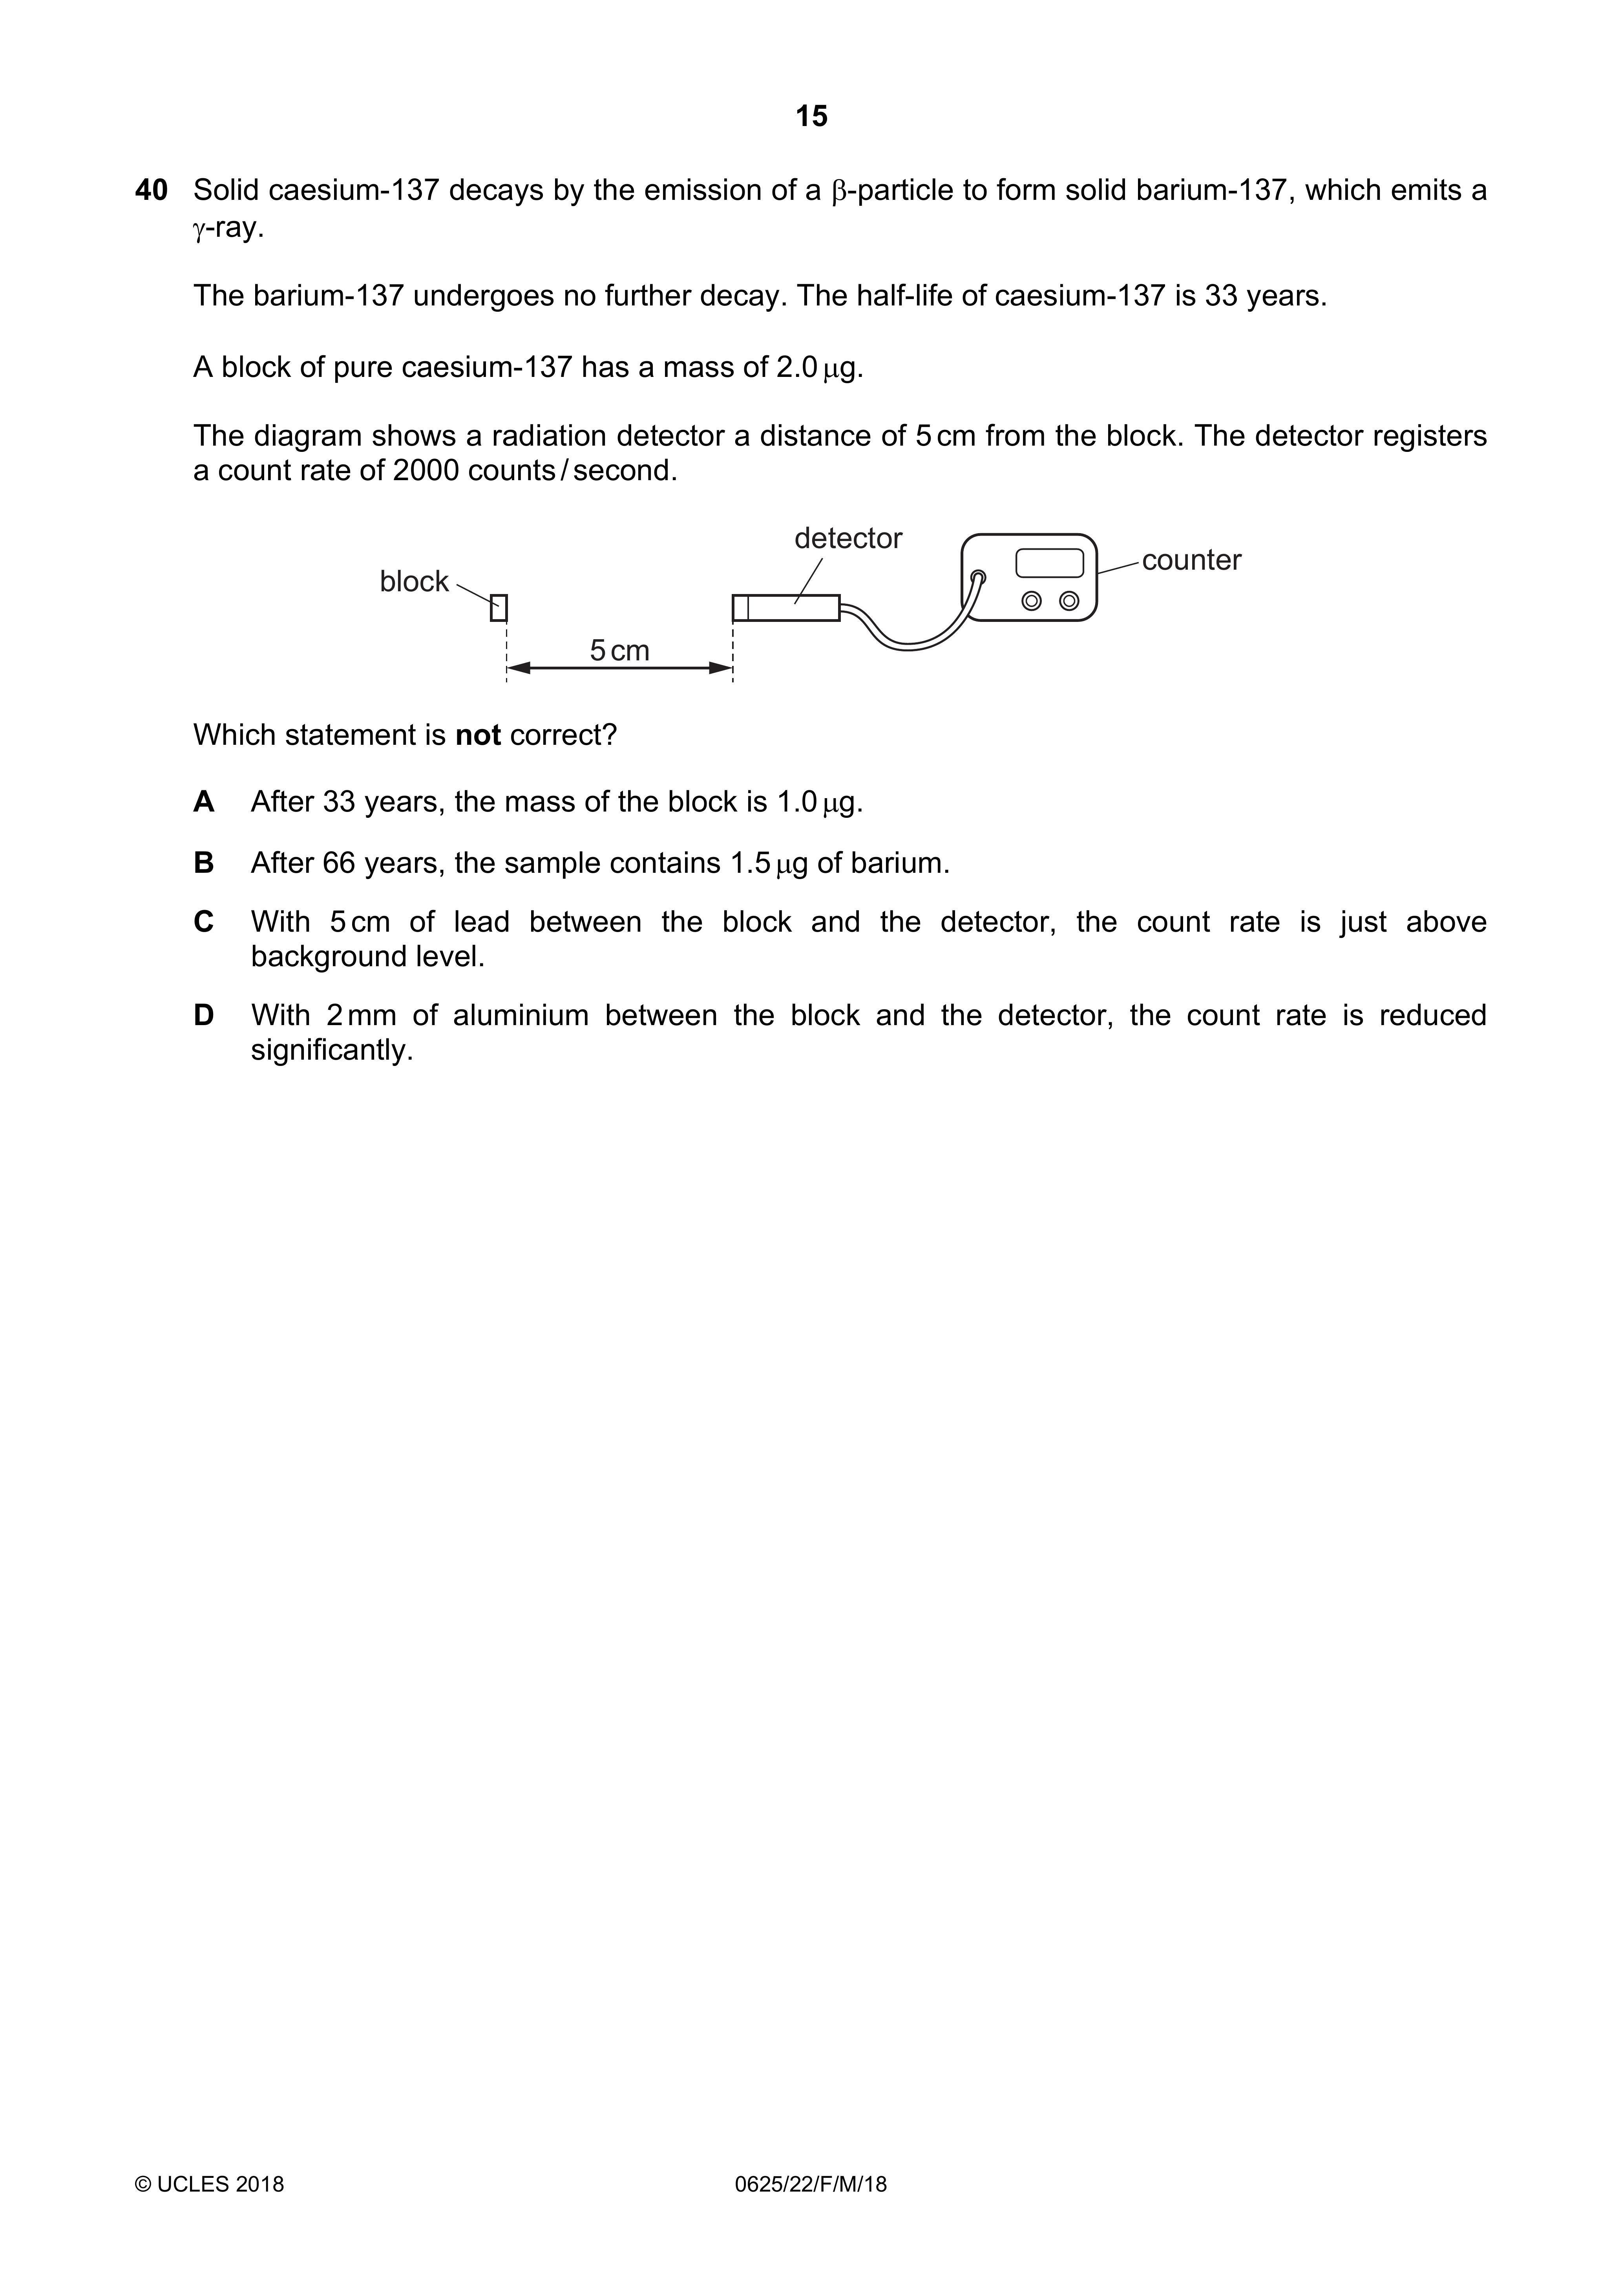 15
40 Solid caesium-137 decays by the emission of a β-particle to form solid barium-137, which emits a
γ-ray.
The barium-137 undergoes no further decay. The half-life of caesium-137 is 33 years.
A block of pure caesium-137 has a mass of 2.0 μg.
The diagram shows a radiation detector a distance of 5 cm from the block. The detector registers
a count rate of 2000 counts / second.
detector
counter
block
5 cm
Which statement is not correct?
A After 33 years, the mass of the block is 1.0 μg.
B After 66 years, the sample contains 1.5 μg of barium.
C With 5 cm of lead between the block and the detector, the count rate is just above
background level.
D With 2 mm of aluminium between the block and the detector, the count rate is reduced
significantly.
© UCLES 2018
0625/22/F/M/18